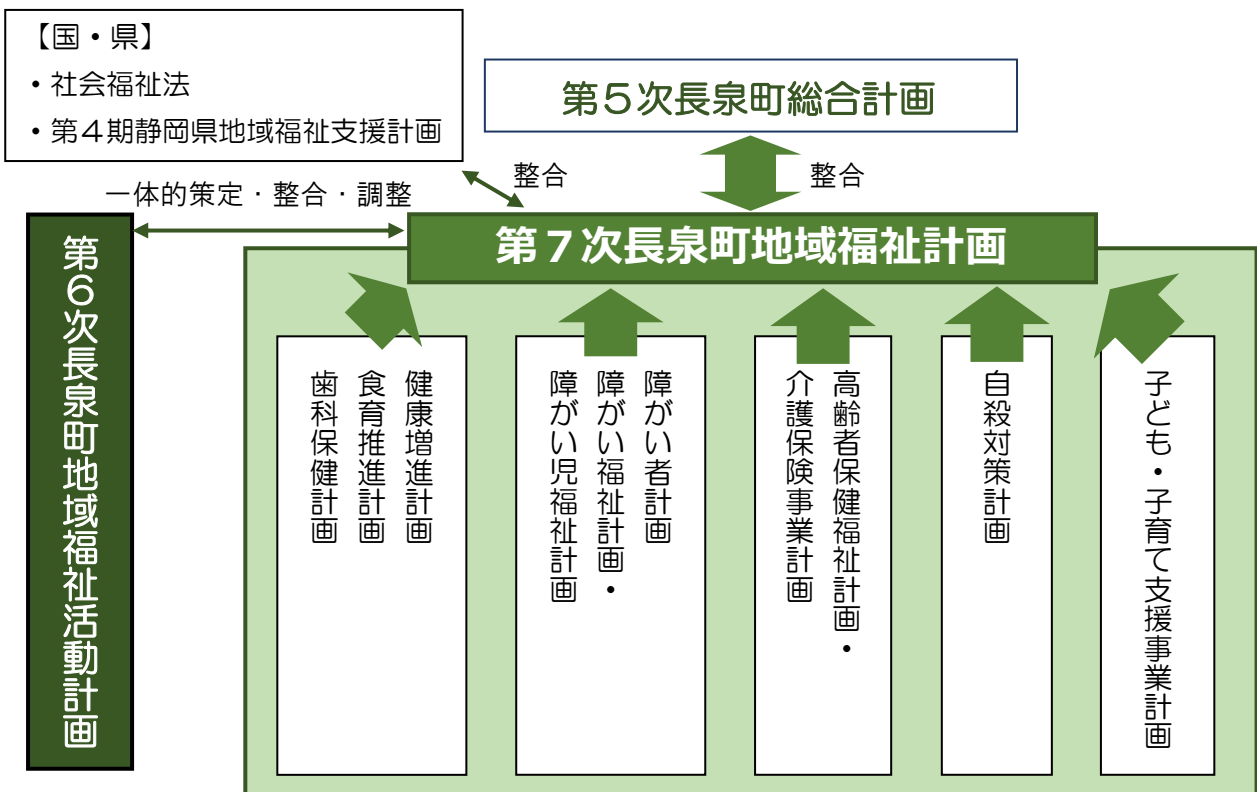 【国・県】
・社会福祉法
・第４期静岡県地域福祉支援計画
第５次長泉町総合計画
整合
整合
一体的策定・整合・調整
第７次長泉町地域福祉計画
第６次長泉町地域福祉活動計画
健康増進計画
食育推進計画
歯科保健計画
障がい者計画
障がい福祉計画・
障がい児福祉計画
高齢者保健福祉計画・
介護保険事業計画
自殺対策計画
子ども・子育て支援事業計画